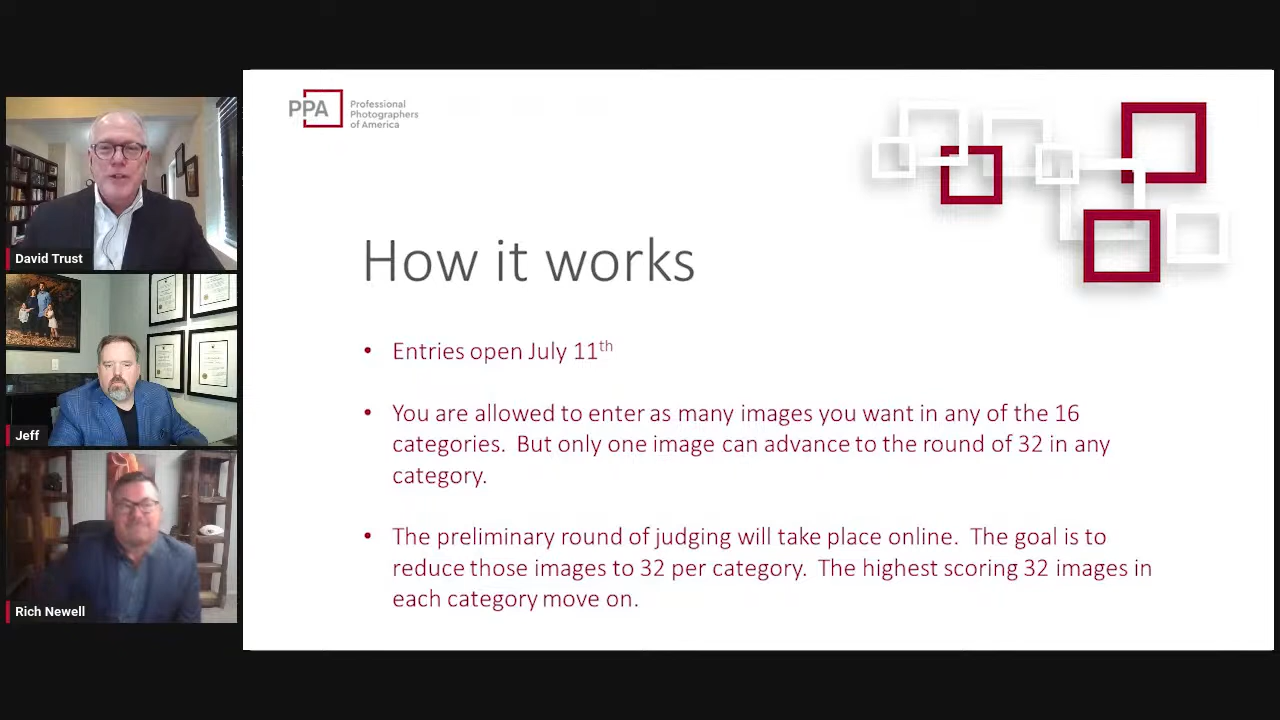 PPA Professional
Photographers
of America
David Trust
Jeff
Rich Newell
How it works
• Entries open July 11th
• You are allowed to enter as many images you want in any of the 16
categories.  But only one image can advance to the round of 32 in any
category.
• The preliminary round of judging will take place online.  The goal is to
reduce those images to 32 per category.  The highest scoring 32 images in
each category move on.